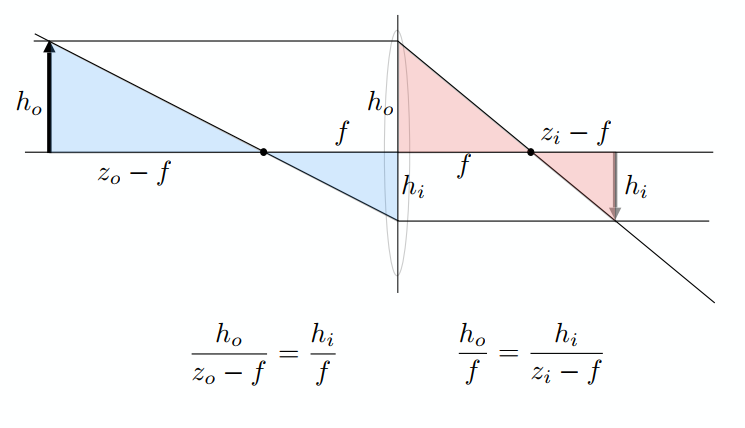 h_o
h_o
f
z_i − f
z_o − f
f
h_i
h_i
h_o / (z_o − f) = h_i / f
h_o / f = h_i / (z_i − f)